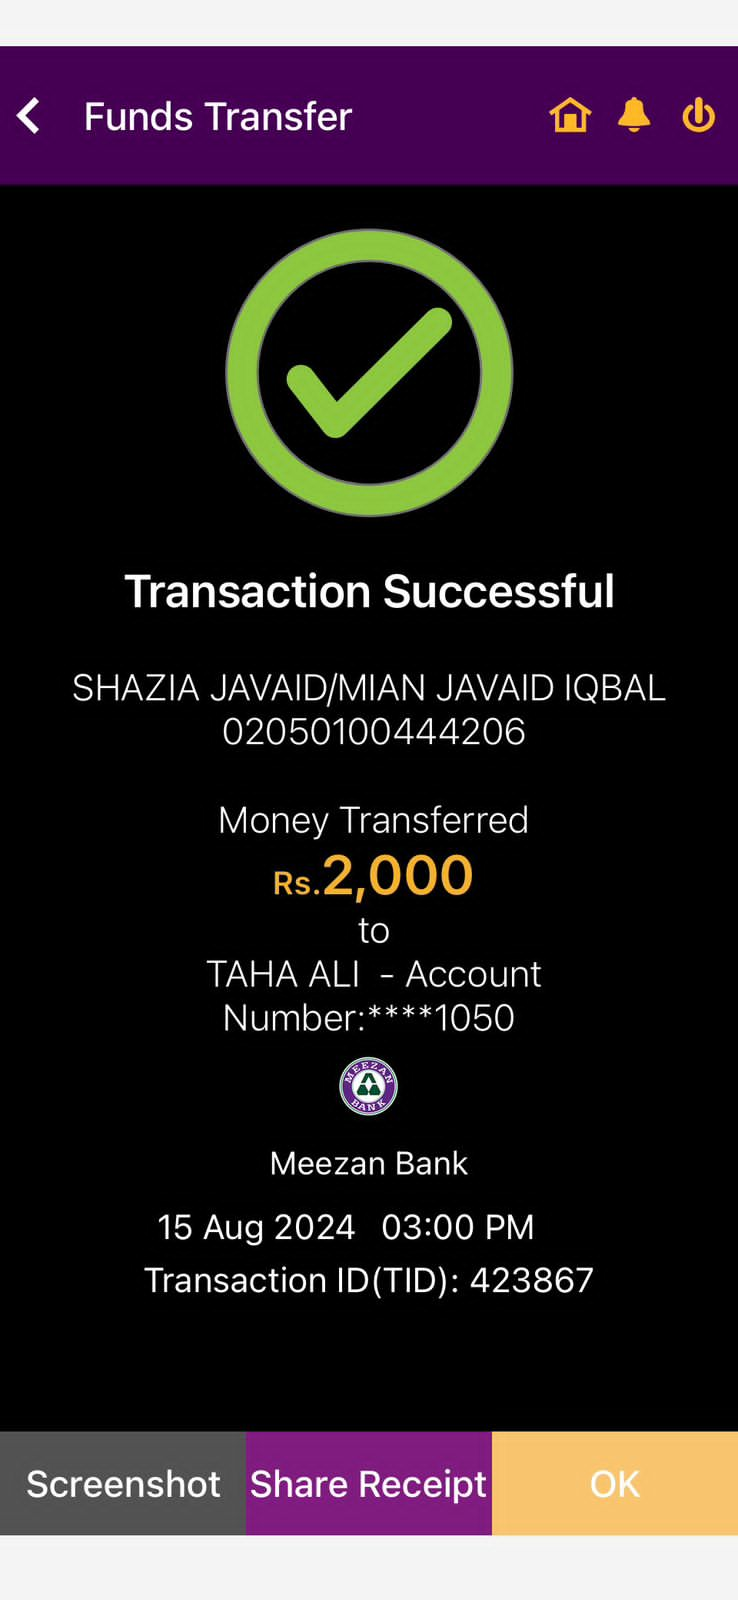 Funds Transfer
Transaction Successful
SHAZIA JAVAID/MIAN JAVAID IQBAL
02050100444206
Money Transferred
Rs.2,000
to
TAHA ALI - Account
Number:****1050
MEEZAN
BANK
Meezan Bank
15 Aug 2024 03:00 PM
Transaction ID(TID): 423867
Screenshot Share Receipt OK